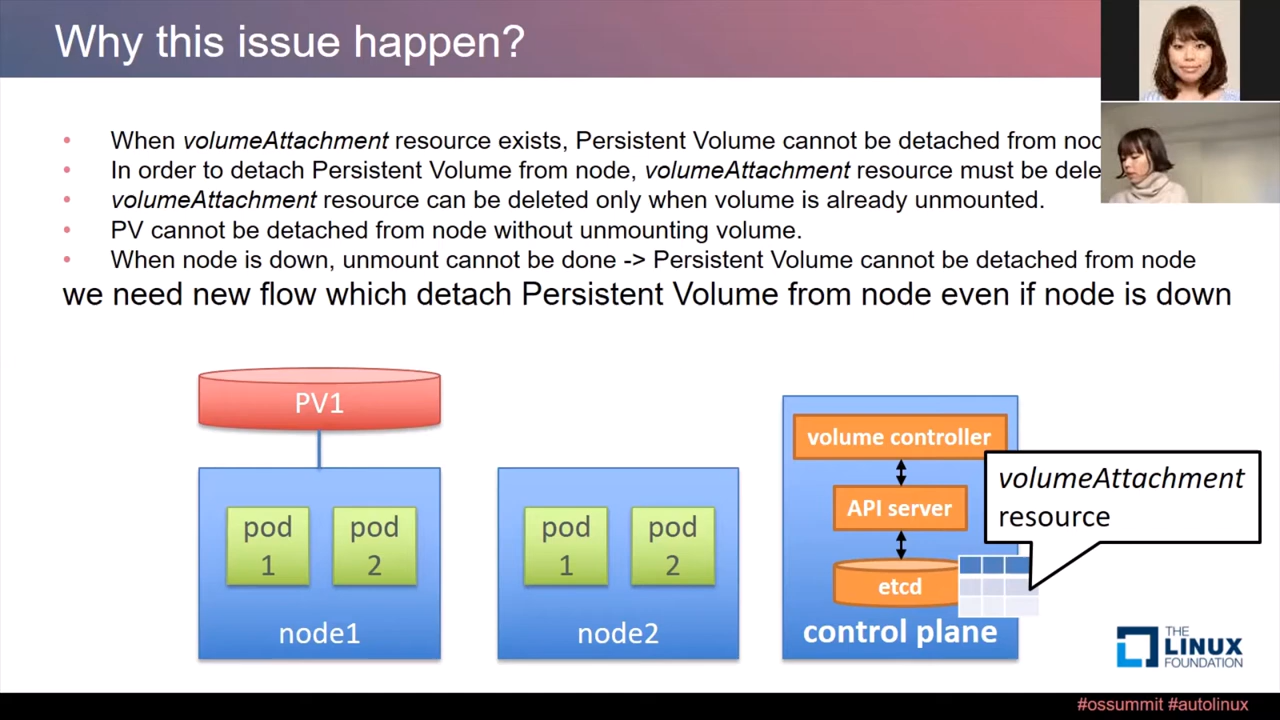 Why this issue happen?
• When volumeAttachment resource exists, Persistent Volume cannot be detached from
• In order to detach Persistent Volume from node, volumeAttachment resource must be
• volumeAttachment resource can be deleted only when volume is already unmounted.
• PV cannot be detached from node without unmounting volume.
• When node is down, unmount cannot be done -> Persistent Volume cannot be detached from node
we need new flow which detach Persistent Volume from node even if node is down
PV1
pod
1
pod
2
node1
pod
1
pod
2
node2
volume controller
API server
etcd
control plane
volumeAttachment
resource
THE
LINUX
FOUNDATION
#ossummit #autolinux